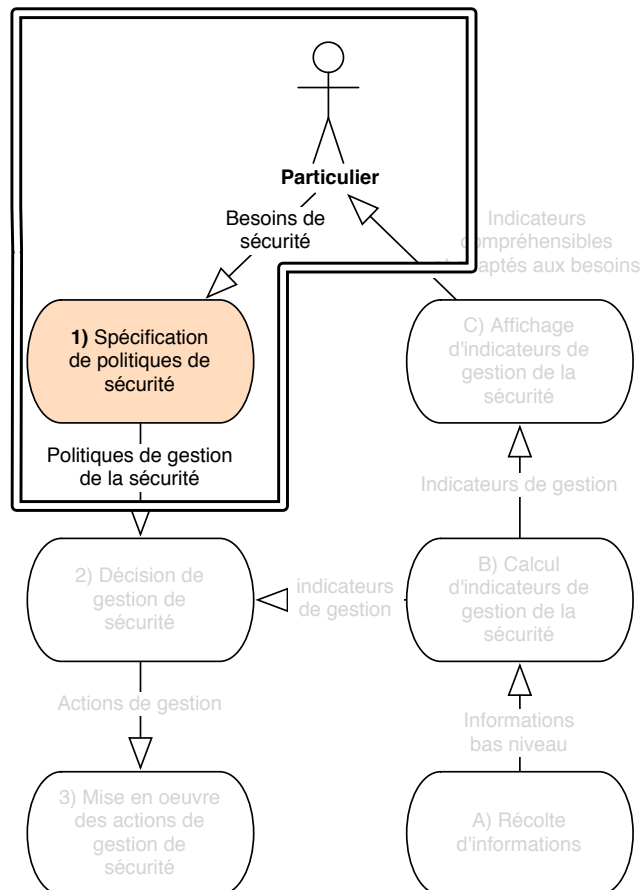 Particulier
Besoins de
sécurité
Indicateurs
compréhensibles
aptés aux besoins
1) Spécification
de politiques de
sécurité
C) Affichage
d'indicateurs de
gestion de la
sécurité
Politiques de gestion
de la sécurité
Indicateurs de gestion
2) Décision de
gestion de
sécurité
indicateurs
de gestion
B) Calcul
d'indicateurs de
gestion de la
sécurité
Actions de gestion
Informations
bas niveau
3) Mise en oeuvre
des actions de
gestion de
sécurité
A) Récolte
d'informations